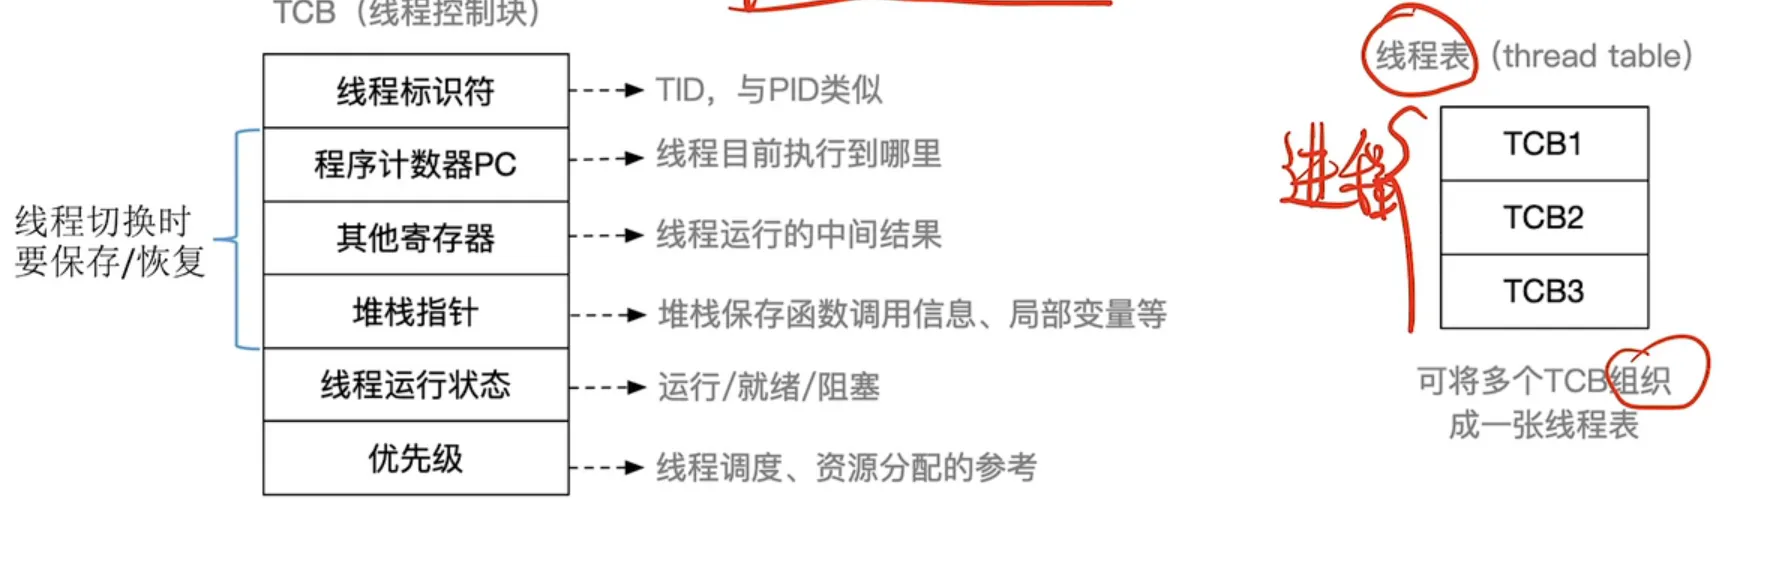 TCB（线程控制块）
线程标识符
TID，与PID类似
程序计数器PC
线程目前执行到哪里
其他寄存器
线程运行的中间结果
堆栈指针
堆栈保存函数调用信息、局部变量等
线程运行状态
运行/就绪/阻塞
优先级
线程调度、资源分配的参考
线程切换时
要保存/恢复
线程表（thread table）
进程
TCB1
TCB2
TCB3
可将多个TCB组织
成一张线程表